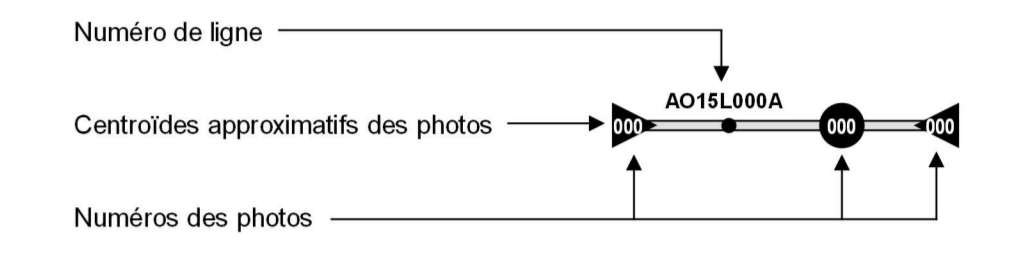 Numéro de ligne
AO15L000A
Centroïdes approximatifs des photos
000 000 000
Numéros des photos